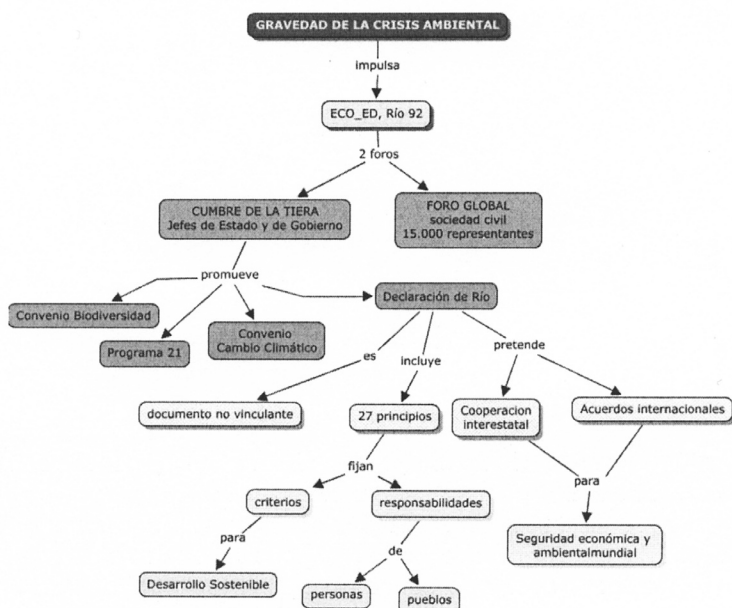 GRAVEDAD DE LA CRISIS AMBIENTAL
impulsa
ECO_ED, Río 92
2 foros
CUMBRE DE LA TIERA
Jefes de Estado y de Gobierno
FORO GLOBAL
sociedad civil
15.000 representantes
promueve
Convenio Biodiversidad
Programa 21
Convenio
Cambio Climático
Declaración de Río
es
incluye
pretende
documento no vinculante
27 principios
Cooperacion
interestatal
Acuerdos internacionales
fijan
para
criterios
responsabilidades
para
de
Seguridad económica y
ambientalmundial
Desarrollo Sostenible
personas
pueblos